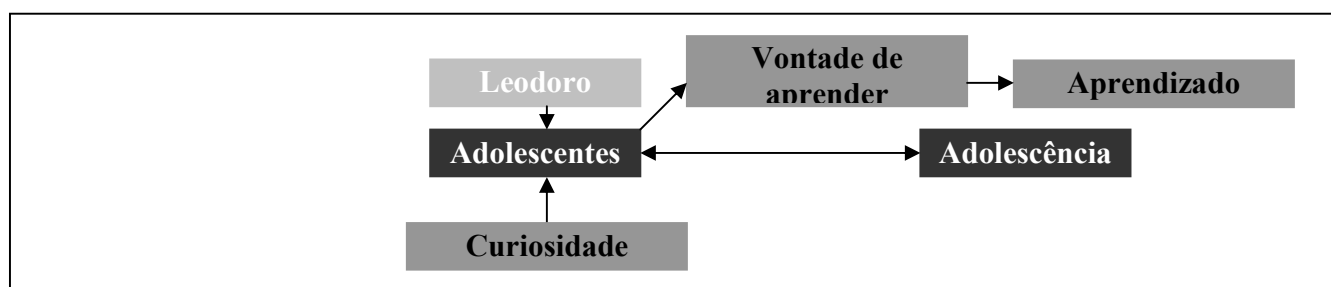 Leodoro
Vontade de
aprender
Aprendizado
Adolescentes
Adolescência
Curiosidade